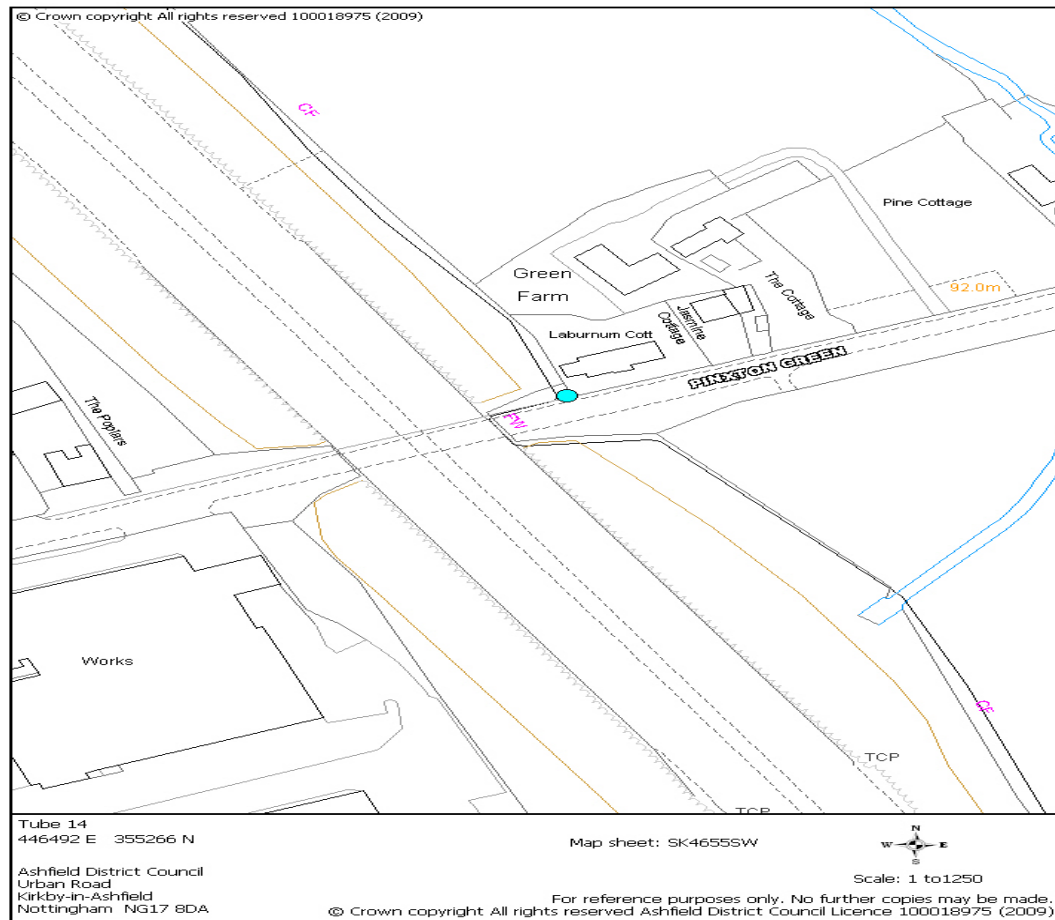 © Crown copyright All rights reserved 100018975 (2009)
CF
Pine Cottage
Green
Farm
The Cottage
92.0m
Jasmine
Cottage
Laburnum Cott
PINXTON GREEN
FW
The Poplars
Works
CF
TCP
TCP
Tube 14
446492 E 355266 N
Map sheet: SK4655SW
N
W E
S
Scale: 1 to1250
Ashfield District Council
Urban Road
Kirkby-in-Ashfield
Nottingham NG17 8DA
For reference purposes only. No further copies may be made.
© Crown copyright All rights reserved Ashfield District Council Licence 100018975 (2009)